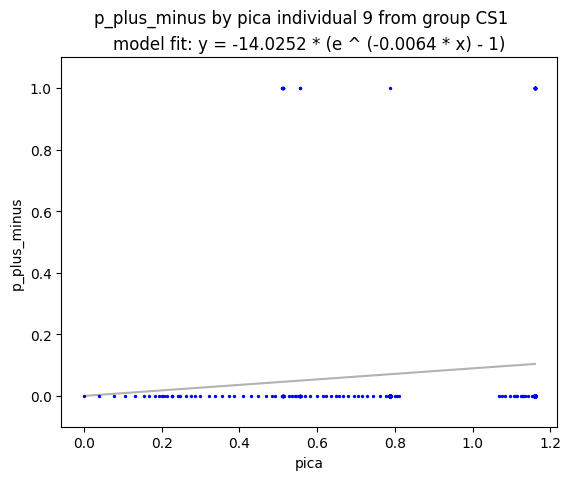 p_plus_minus by pica individual 9 from group CS1
model fit: y = -14.0252 * (e ^ (-0.0064 * x) - 1)
1.0
0.8
0.6
0.4
0.2
0.0
p_plus_minus
0.0 0.2 0.4 0.6 0.8 1.0 1.2
pica